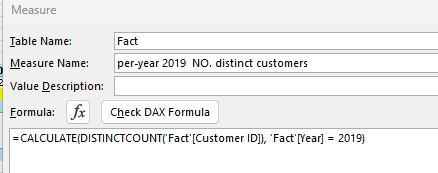 Measure
Table Name: Fact
Measure Name: per-year 2019  NO. distinct customers
Value Description:
Formula: fx Check DAX Formula
=CALCULATE(DISTINCTCOUNT('Fact'[Customer ID]), 'Fact'[Year] = 2019)